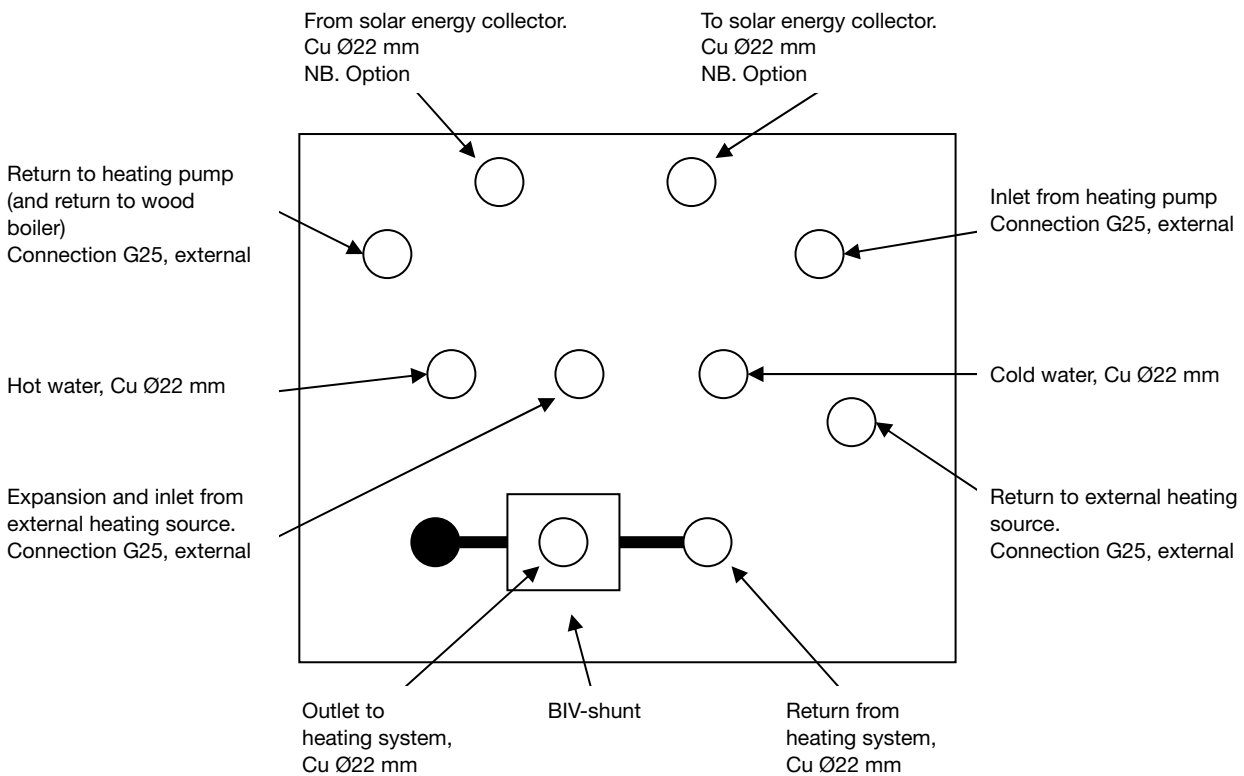 From solar energy collector.
Cu Ø22 mm
NB. Option
To solar energy collector.
Cu Ø22 mm
NB. Option
Return to heating pump
(and return to wood
boiler)
Connection G25, external
Inlet from heating pump
Connection G25, external
Hot water, Cu Ø22 mm
Cold water, Cu Ø22 mm
Expansion and inlet from
external heating source.
Connection G25, external
Return to external heating
source.
Connection G25, external
Outlet to
heating system,
Cu Ø22 mm
BIV-shunt
Return from
heating system,
Cu Ø22 mm